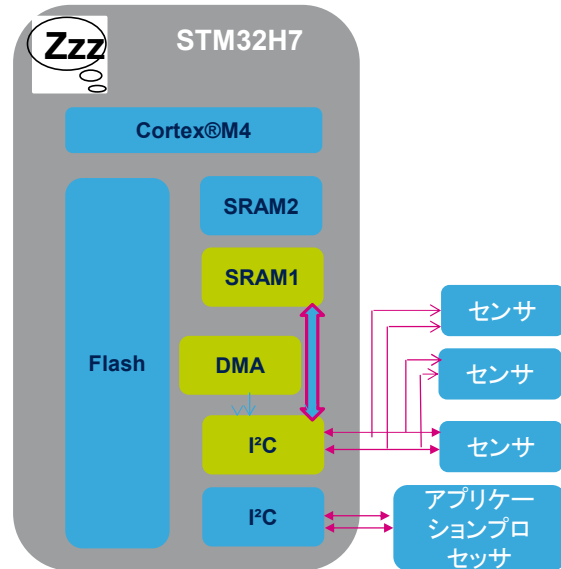 Zzz
STM32H7
Cortex®M4
SRAM2
SRAM1
Flash
DMA
I²C
I²C
センサ
センサ
センサ
アプリケー
ションプロ
セッサ